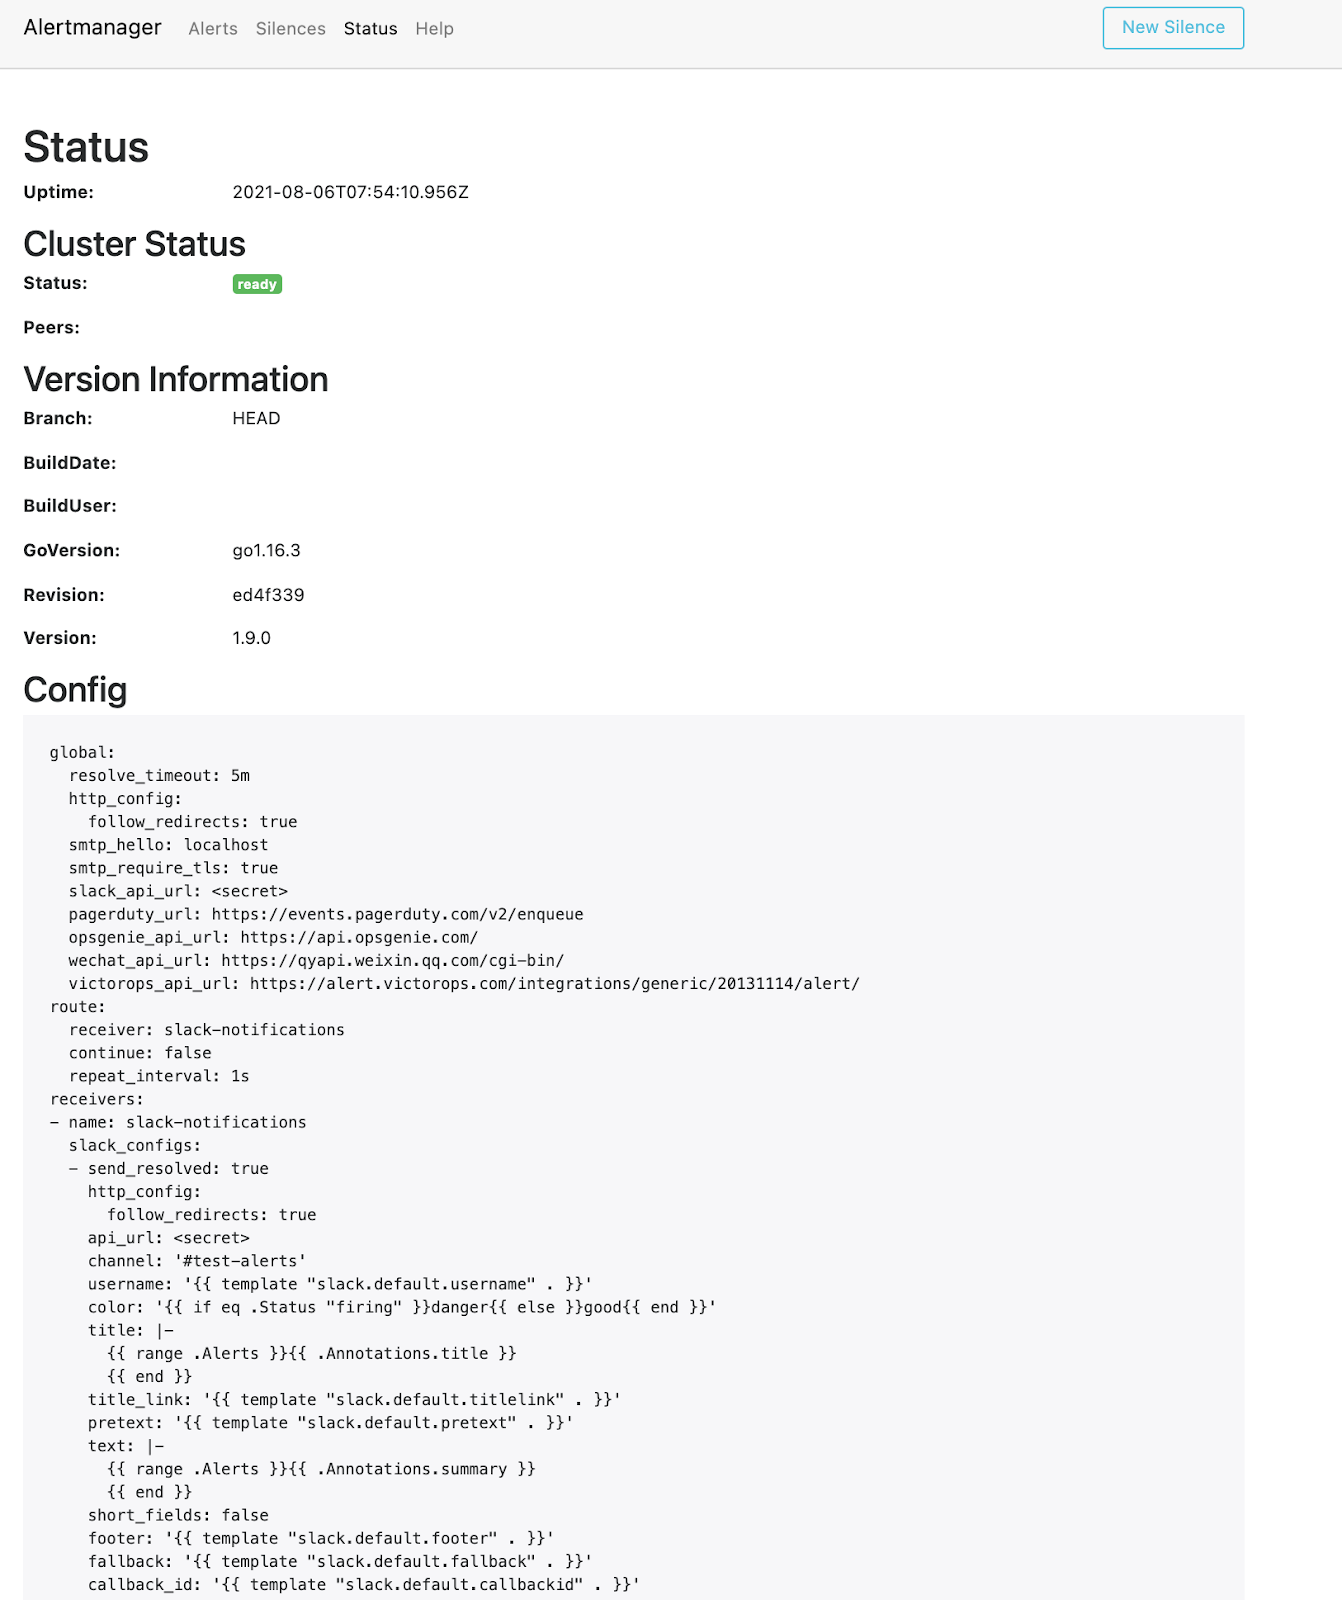 Alertmanager Alerts Silences Status Help New Silence
Status
Uptime: 2021-08-06T07:54:10.956Z
Cluster Status
Status: ready
Peers:
Version Information
Branch: HEAD
BuildDate:
BuildUser:
GoVersion: go1.16.3
Revision: ed4f339
Version: 1.9.0
Config
global:
  resolve_timeout: 5m
  http_config:
    follow_redirects: true
  smtp_hello: localhost
  smtp_require_tls: true
  slack_api_url: <secret>
  pagerduty_url: https://events.pagerduty.com/v2/enqueue
  opsgenie_api_url: https://api.opsgenie.com/
  wechat_api_url: https://qyapi.weixin.qq.com/cgi-bin/
  victorops_api_url: https://alert.victorops.com/integrations/generic/20131114/alert/
route:
  receiver: slack-notifications
  continue: false
  repeat_interval: 1s
receivers:
- name: slack-notifications
  slack_configs:
  - send_resolved: true
    http_config:
      follow_redirects: true
    api_url: <secret>
    channel: '#test-alerts'
    username: '{{ template "slack.default.username" . }}'
    color: '{{ if eq .Status "firing" }}danger{{ else }}good{{ end }}'
    title: |-
      {{ range .Alerts }}{{ .Annotations.title }}
      {{ end }}
    title_link: '{{ template "slack.default.titlelink" . }}'
    pretext: '{{ template "slack.default.pretext" . }}'
    text: |-
      {{ range .Alerts }}{{ .Annotations.summary }}
      {{ end }}
    short_fields: false
    footer: '{{ template "slack.default.footer" . }}'
    fallback: '{{ template "slack.default.fallback" . }}'
    callback_id: '{{ template "slack.default.callbackid" . }}'